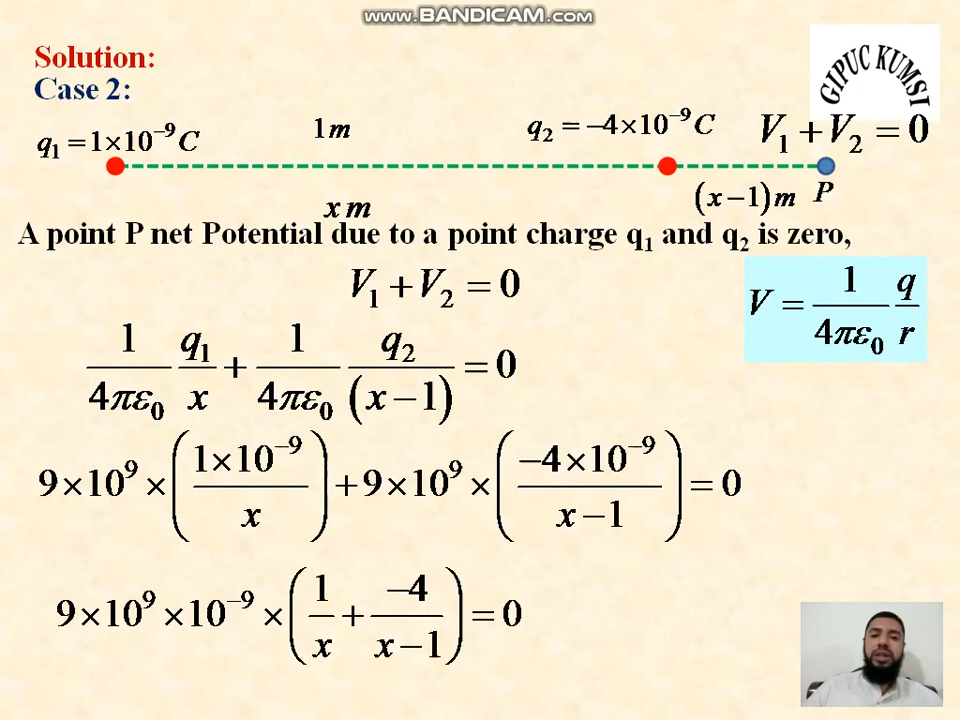 www.BANDICAM.com
Solution:
Case 2:
GIPUC KUMSI
q₁ = 1×10⁻⁹ C
1 m
q₂ = −4×10⁻⁹ C
V₁ + V₂ = 0
x m
(x − 1) m
P
A point P net Potential due to a point charge q₁ and q₂ is zero,
V₁ + V₂ = 0
V = 1/(4πε₀) q/r
1/(4πε₀) q₁/x + 1/(4πε₀) q₂/(x − 1) = 0
9×10⁹ × (1×10⁻⁹/x) + 9×10⁹ × (−4×10⁻⁹/(x − 1)) = 0
9×10⁹ × 10⁻⁹ × (1/x + −4/(x − 1)) = 0